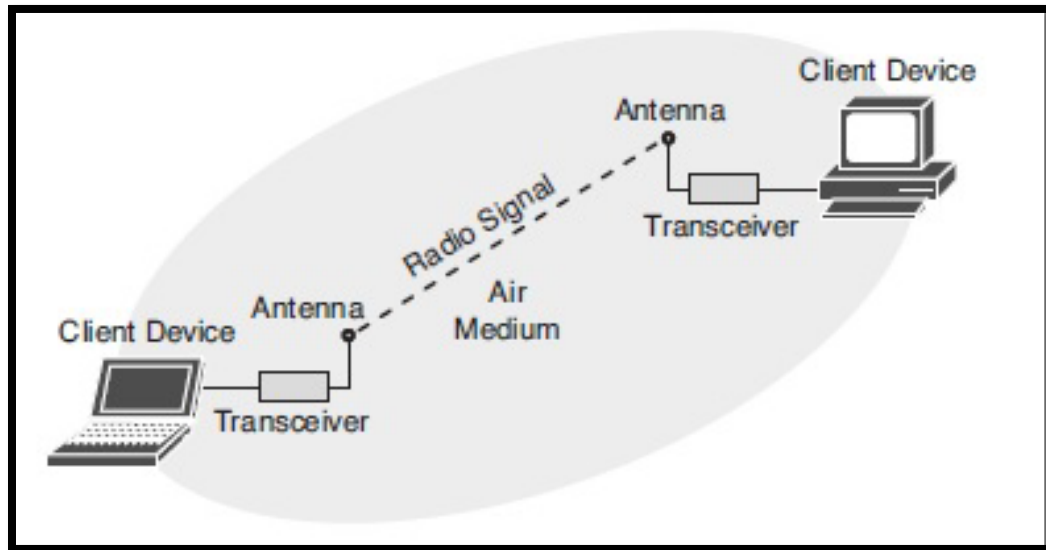 Client Device
Antenna
Transceiver
Radio Signal
Air
Medium
Antenna
Client Device
Transceiver